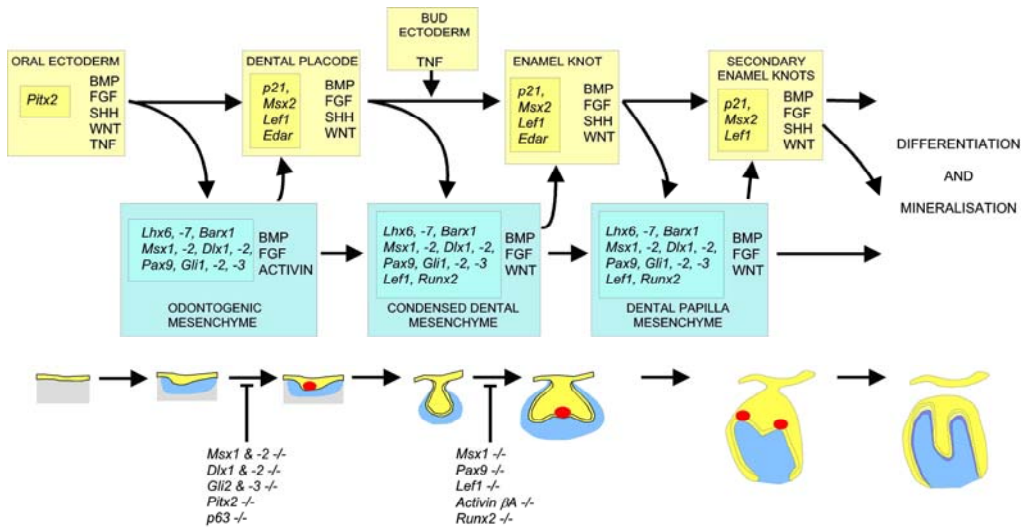 BUD
ECTODERM
TNF
ORAL ECTODERM
Pitx2
BMP
FGF
SHH
WNT
TNF
DENTAL PLACODE
p21,
Msx2
Lef1
Edar
BMP
FGF
SHH
WNT
ENAMEL KNOT
p21,
Msx2
Lef1
Edar
BMP
FGF
SHH
WNT
SECONDARY
ENAMEL KNOTS
p21,
Msx2
Lef1
BMP
FGF
SHH
WNT
DIFFERENTIATION
AND
MINERALISATION
Lhx6, -7, Barx1
Msx1, -2, Dlx1, -2,
Pax9, Gli1, -2, -3
BMP
FGF
ACTIVIN
ODONTOGENIC
MESENCHYME
Lhx6, -7, Barx1
Msx1, -2, Dlx1, -2,
Pax9, Gli1, -2, -3
Lef1, Runx2
BMP
FGF
WNT
CONDENSED DENTAL
MESENCHYME
Lhx6, -7, Barx1
Msx1, -2, Dlx1, -2,
Pax9, Gli1, -2, -3
Lef1, Runx2
BMP
FGF
WNT
DENTAL PAPILLA
MESENCHYME
Msx1 & -2 -/-
Dlx1 & -2 -/-
Gli2 & -3 -/-
Pitx2 -/-
p63 -/-
Msx1 -/-
Pax9 -/-
Lef1 -/-
Activin βA -/-
Runx2 -/-